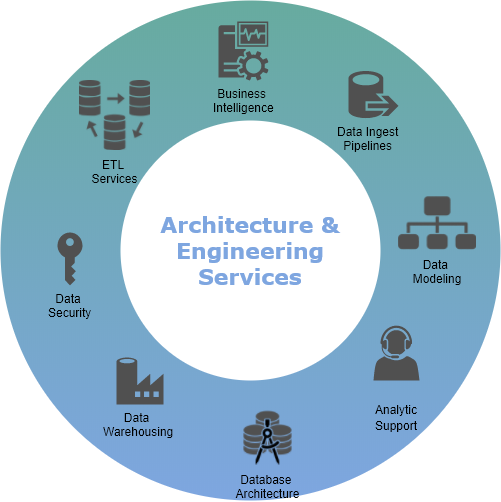 Business
Intelligence
Data Ingest
Pipelines
ETL
Services
Architecture &
Engineering
Services
Data
Modeling
Data
Security
Analytic
Support
Data
Warehousing
Database
Architecture